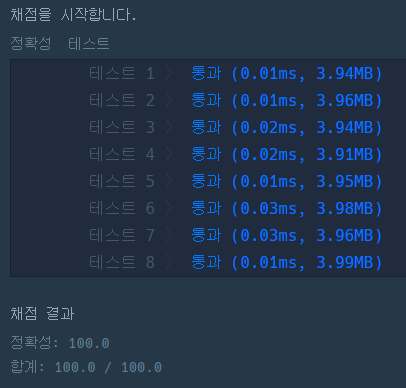 채점을 시작합니다.
정확성 테스트
테스트 1 〉 통과 (0.01ms, 3.94MB)
테스트 2 〉 통과 (0.01ms, 3.96MB)
테스트 3 〉 통과 (0.02ms, 3.94MB)
테스트 4 〉 통과 (0.02ms, 3.91MB)
테스트 5 〉 통과 (0.01ms, 3.95MB)
테스트 6 〉 통과 (0.03ms, 3.98MB)
테스트 7 〉 통과 (0.03ms, 3.96MB)
테스트 8 〉 통과 (0.01ms, 3.99MB)
채점 결과
정확성: 100.0
합계: 100.0 / 100.0